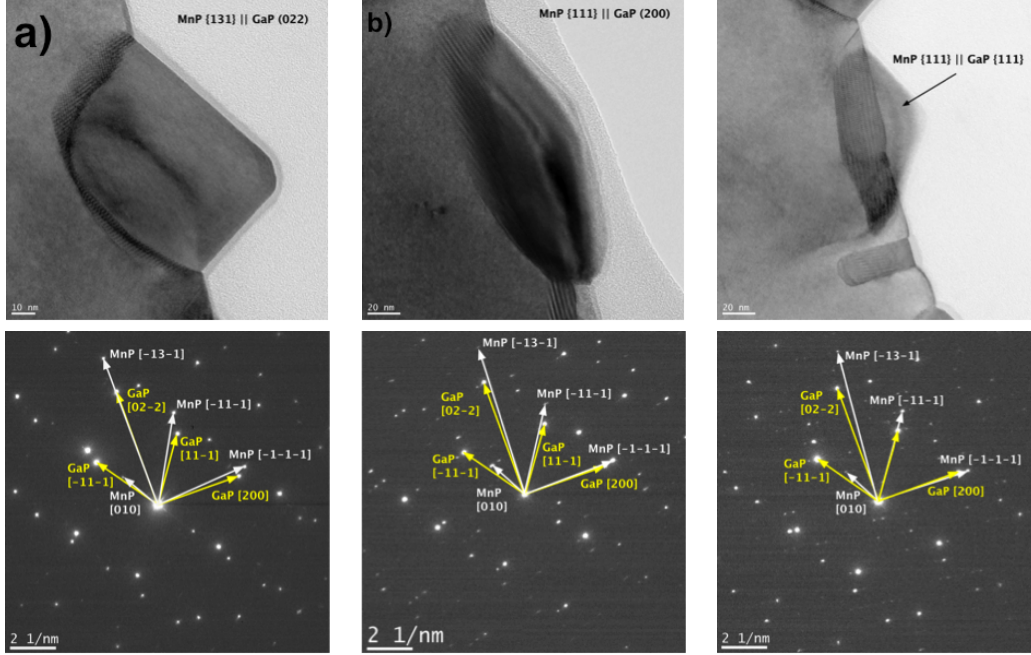 a)
MnP {131} || GaP (022)
10 nm
b)
MnP {111} || GaP (200)
20 nm
MnP {111} || GaP {111}
20 nm
MnP [-13-1]
GaP
[02-2]
MnP [-11-1]
GaP
[11-1]
MnP [-1-1-1]
GaP
[-11-1]
MnP
[010]
GaP [200]
2 1/nm
MnP [-13-1]
GaP
[02-2]
MnP [-11-1]
GaP
[11-1]
MnP [-1-1-1]
GaP
[-11-1]
MnP
[010]
GaP [200]
2 1/nm
MnP [-13-1]
GaP
[02-2]
MnP [-11-1]
MnP [-1-1-1]
GaP
[-11-1]
MnP
[010]
GaP [200]
2 1/nm